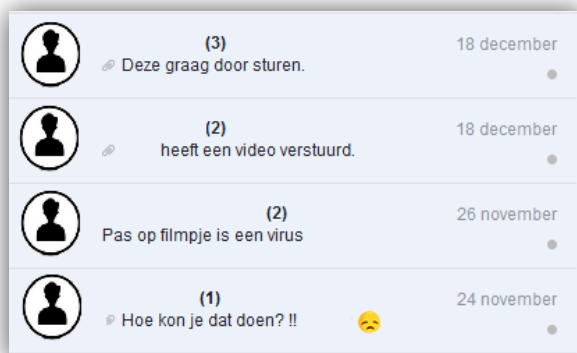 (3)
18 december
Deze graag door sturen.
(2)
18 december
heeft een video verstuurd.
(2)
26 november
Pas op filmpje is een virus
(1)
24 november
Hoe kon je dat doen? !! 😞